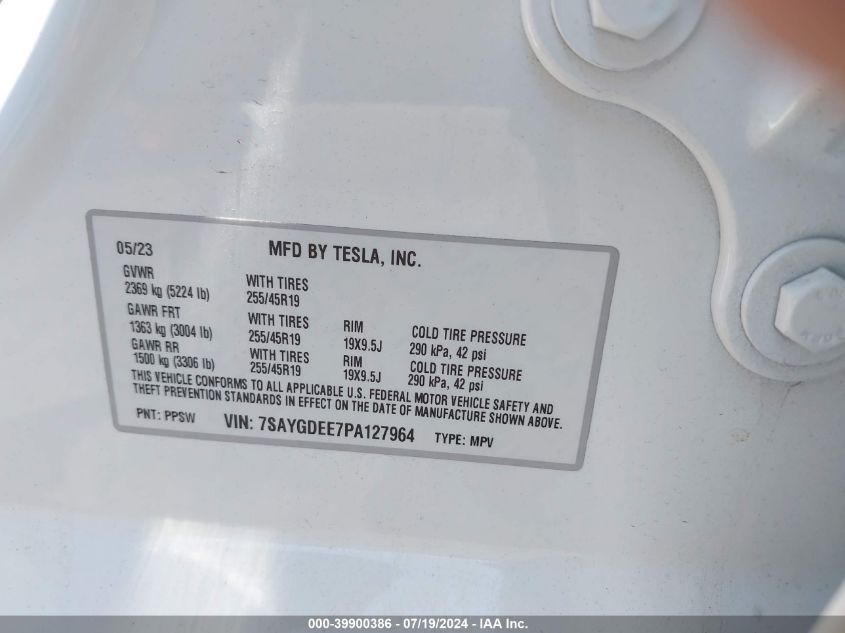 05/23 MFD BY TESLA, INC.
GVWR
2369 kg (5224 lb) WITH TIRES 255/45R19
GAWR FRT
1363 kg (3004 lb) WITH TIRES 255/45R19 RIM 19X9.5J COLD TIRE PRESSURE 290 kPa, 42 psi
GAWR RR
1500 kg (3306 lb) WITH TIRES 255/45R19 RIM 19X9.5J COLD TIRE PRESSURE 290 kPa, 42 psi
THIS VEHICLE CONFORMS TO ALL APPLICABLE U.S. FEDERAL MOTOR VEHICLE SAFETY AND
THEFT PREVENTION STANDARDS IN EFFECT ON THE DATE OF MANUFACTURE SHOWN ABOVE.
PNT: PPSW VIN: 7SAYGDEE7PA127964 TYPE: MPV
000-39900386 - 07/19/2024 - IAA Inc.